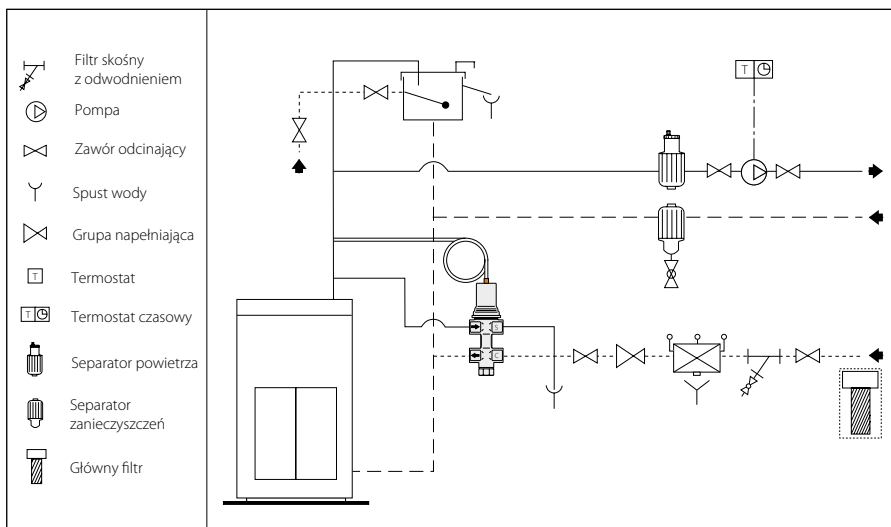 Filtr skośny
z odwodnieniem
Pompa
Zawór odcinający
Spust wody
Grupa napełniająca
T
Termostat
T
Termostat czasowy
Separator powietrza
Separator
zanieczyszczeń
Główny filtr
T
S
C